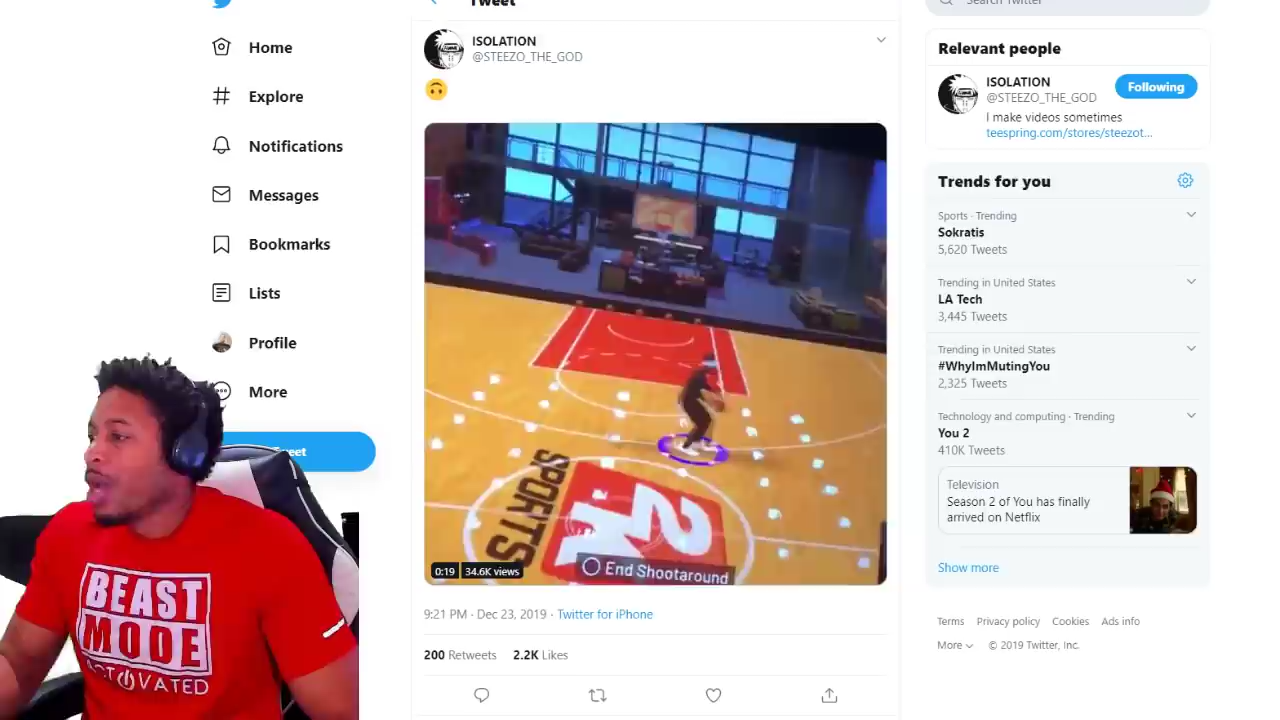 Tweet
Search Twitter
Home
Explore
Notifications
Messages
Bookmarks
Lists
Profile
More
ISOLATION
@STEEZO_THE_GOD
🙃
SPORTS
2K
End Shootaround
0:19 34.6K views
9:21 PM · Dec 23, 2019 · Twitter for iPhone
200 Retweets 2.2K Likes
Relevant people
ISOLATION
@STEEZO_THE_GOD
Following
I make videos sometimes
teespring.com/stores/steezot...
Trends for you
Sports · Trending
Sokratis
5,620 Tweets
Trending in United States
LA Tech
3,445 Tweets
Trending in United States
#WhyImMutingYou
2,325 Tweets
Technology and computing · Trending
You 2
410K Tweets
Television
Season 2 of You has finally
arrived on Netflix
Show more
Terms Privacy policy Cookies Ads info
More © 2019 Twitter, Inc.
BEAST
MODE
ACTIVATED